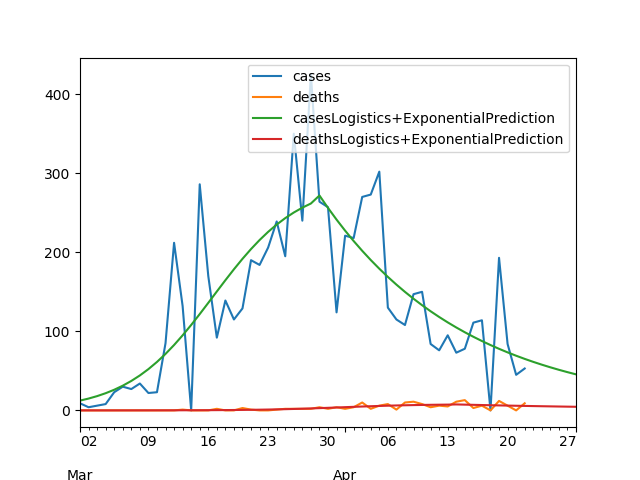 cases
deaths
casesLogistics+ExponentialPrediction
deathsLogistics+ExponentialPrediction
400
300
200
100
0
02 09 16 23 30 06 13 20 27
Mar Apr